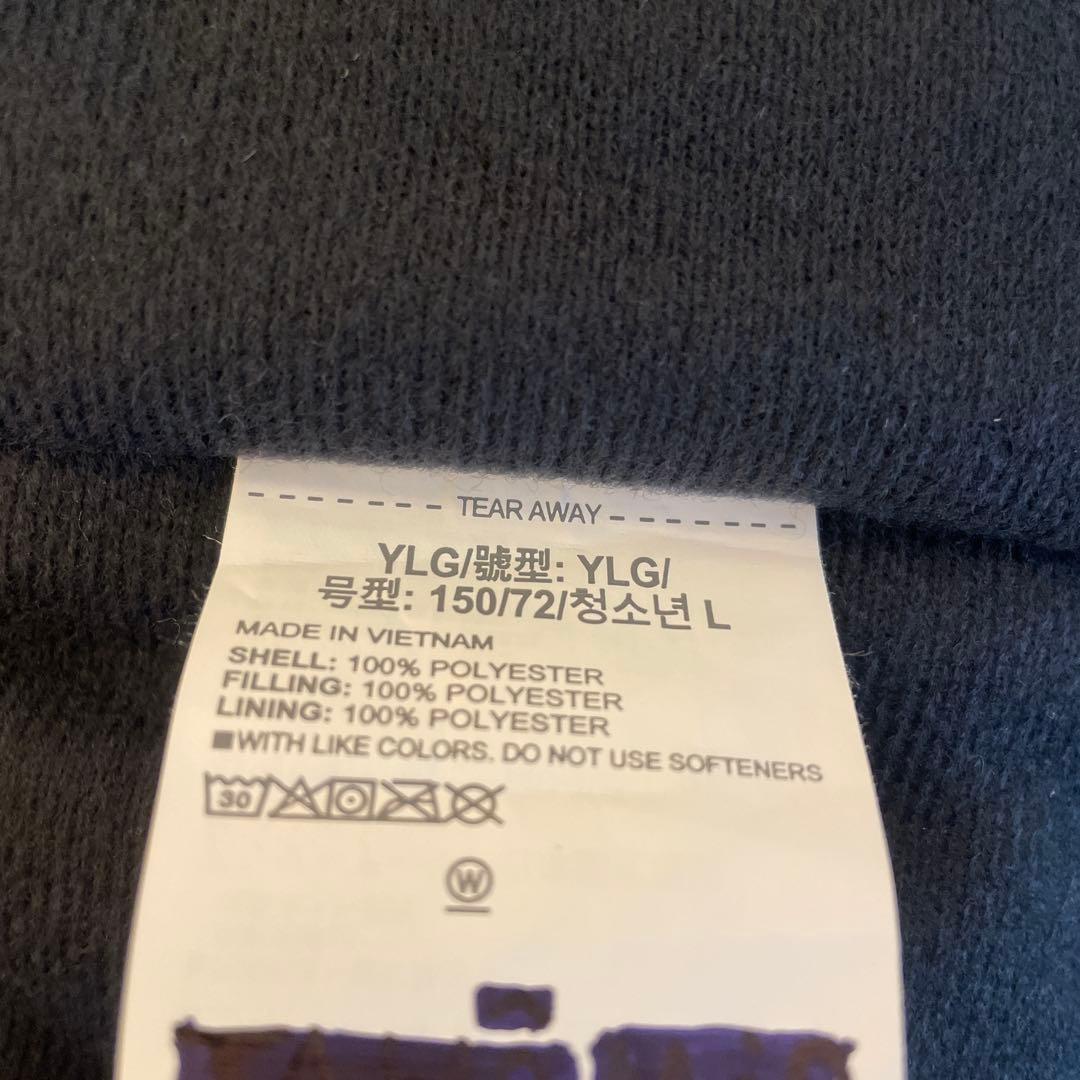 TEAR AWAY
YLG/號型: YLG/
号型: 150/72/청소년 L
MADE IN VIETNAM
SHELL: 100% POLYESTER
FILLING: 100% POLYESTER
LINING: 100% POLYESTER
■WITH LIKE COLORS. DO NOT USE SOFTENERS
30
W